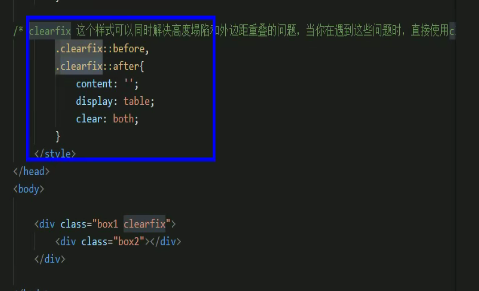 /* clearfix 这个样式可以同时解决高度塌陷和外边距重叠的问题，当你在遇到这些问题时，直接使用c
.clearfix::before,
.clearfix::after{
content: '';
display: table;
clear: both;
}
</style>
</head>
<body>
<div class="box1 clearfix">
<div class="box2"></div>
</div>